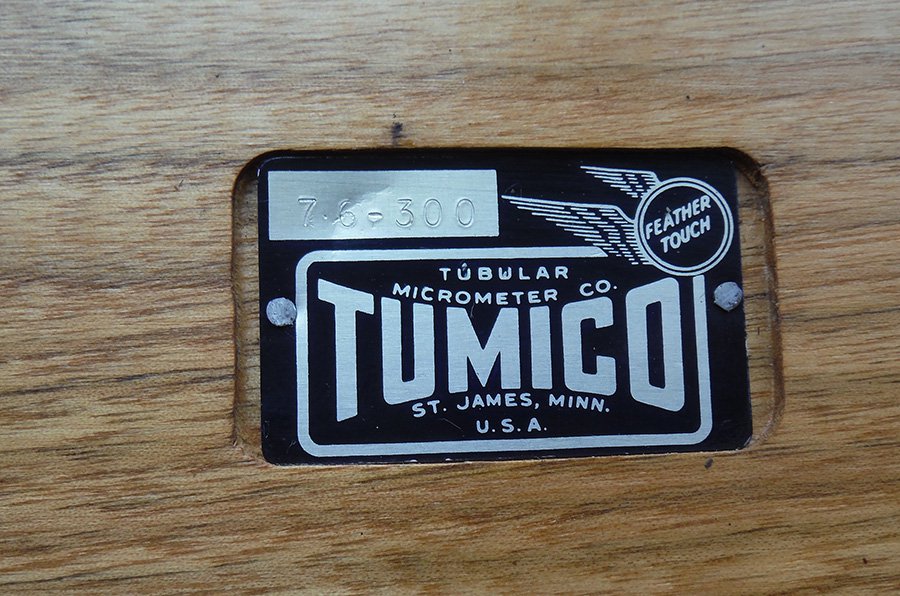 7.6-300
FEATHER
TOUCH
TUBULAR
MICROMETER CO.
TUMICO
ST. JAMES, MINN.
U.S.A.